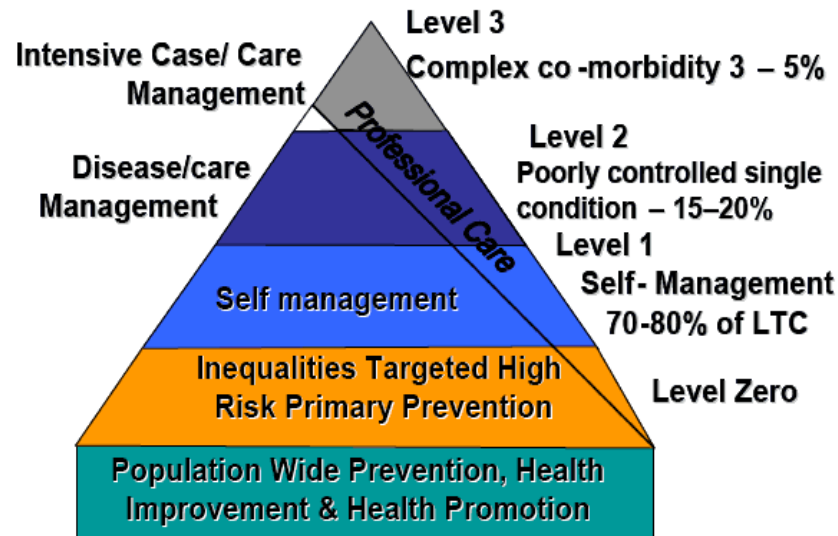 Level 3
Intensive Case/ Care
Management
Complex co -morbidity 3 – 5%
Professional Care
Level 2
Disease/care
Management
Poorly controlled single
condition – 15–20%
Level 1
Self management
Self- Management
70-80% of LTC
Inequalities Targeted High
Risk Primary Prevention
Level Zero
Population Wide Prevention, Health
Improvement & Health Promotion